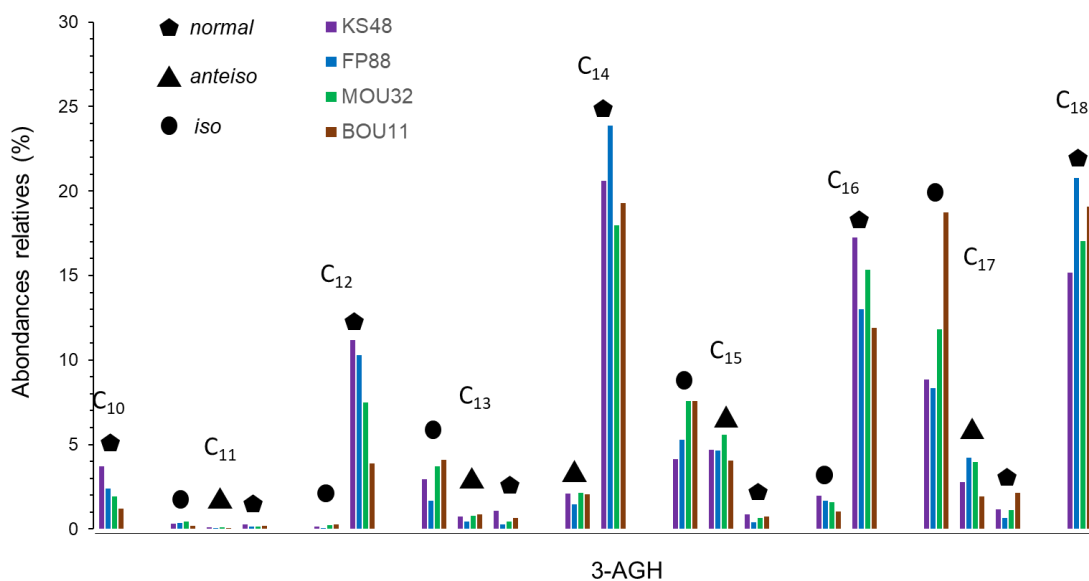 normal
anteiso
iso
KS48
FP88
MOU32
BOU11
Abondances relatives (%)
30
25
20
15
10
5
0
C10
C11
C12
C13
C14
C15
C16
C17
C18
3-AGH